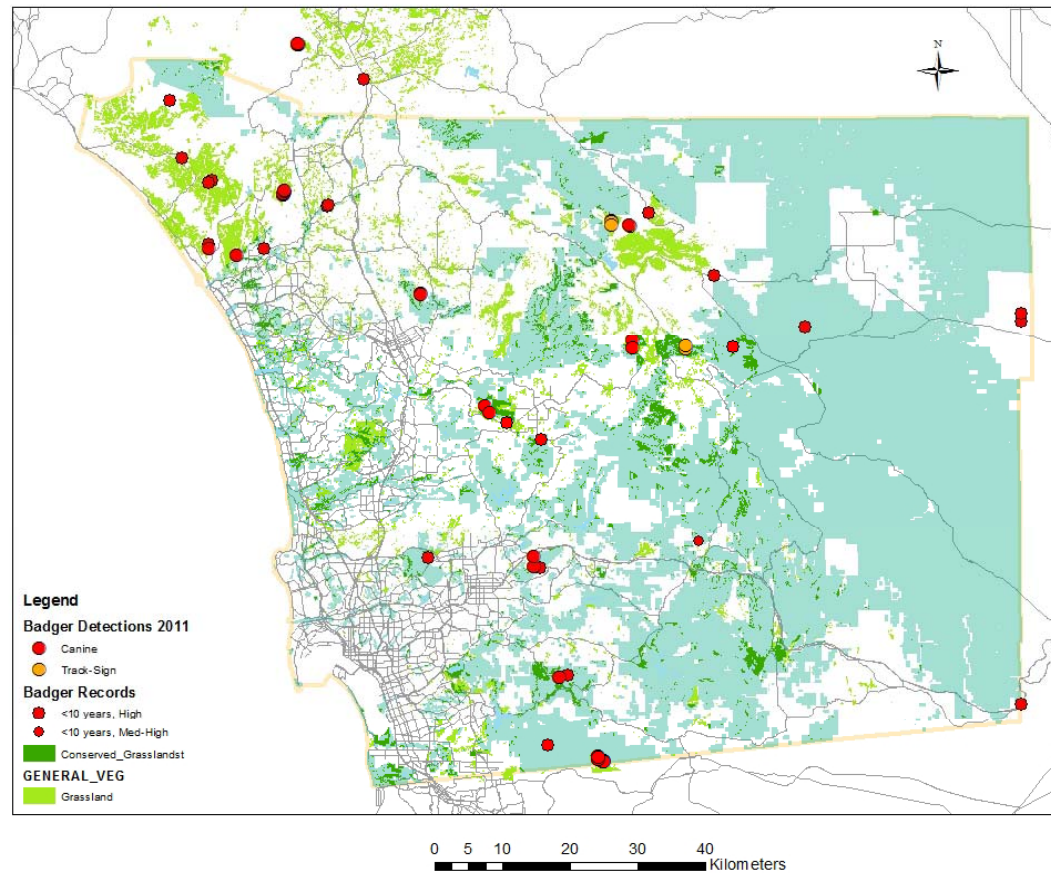 N
Legend
Badger Detections 2011
Canine
Track-Sign
Badger Records
<10 years, High
<10 years, Med-High
Conserved_Grasslandst
GENERAL_VEG
Grassland
0 5 10 20 30 40
Kilometers